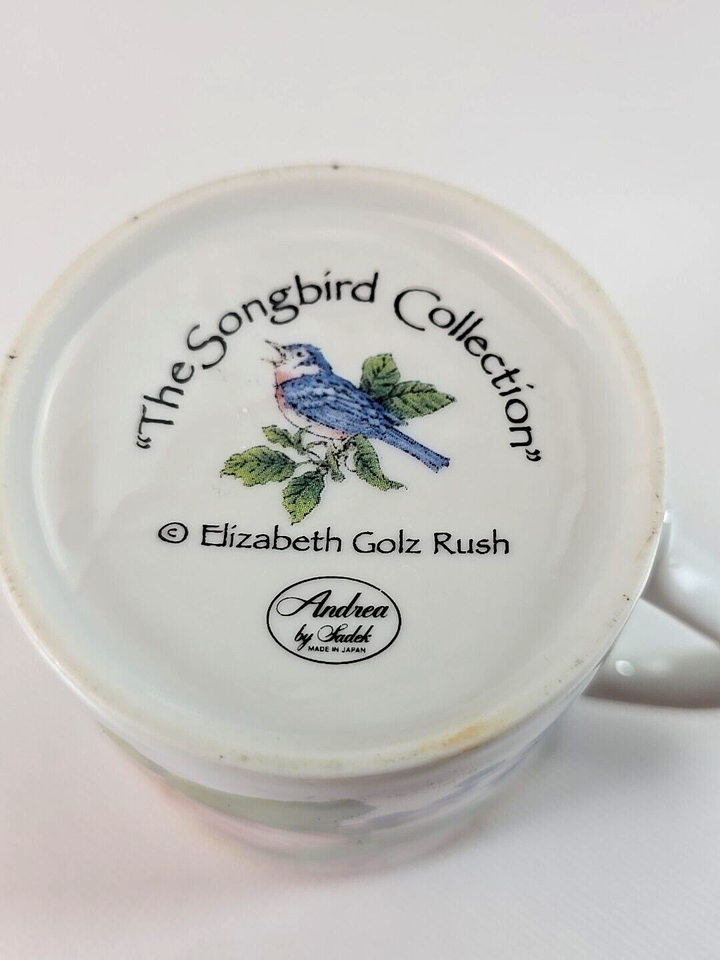 "The Songbird Collection"
© Elizabeth Golz Rush
Andrea
by Sadek
MADE IN JAPAN